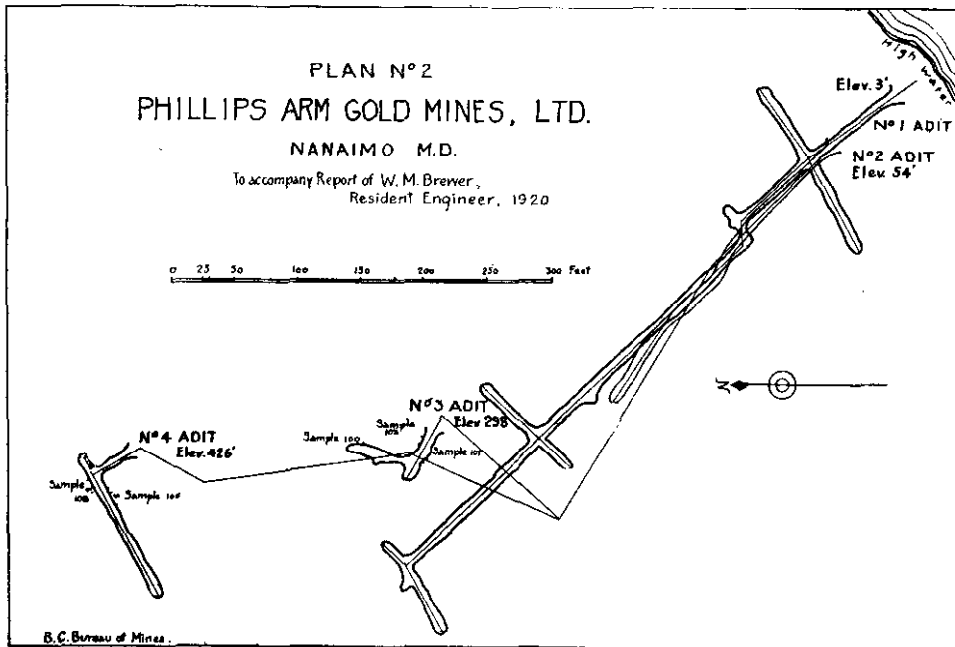 PLAN Nº2
PHILLIPS ARM GOLD MINES, LTD.
NANAIMO M.D.
To accompany Report of W. M. Brewer,
Resident Engineer, 1920
0 25 50 100 150 200 250 300 Feet
High Water
Elev. 3'
Nº1 ADIT
Nº2 ADIT
Elev. 54'
N
Nº3 ADIT
Elev 298
Sample 100
Sample
Sample
Nº4 ADIT
Elev. 426'
Sample
Sample
B.C. Bureau of Mines.